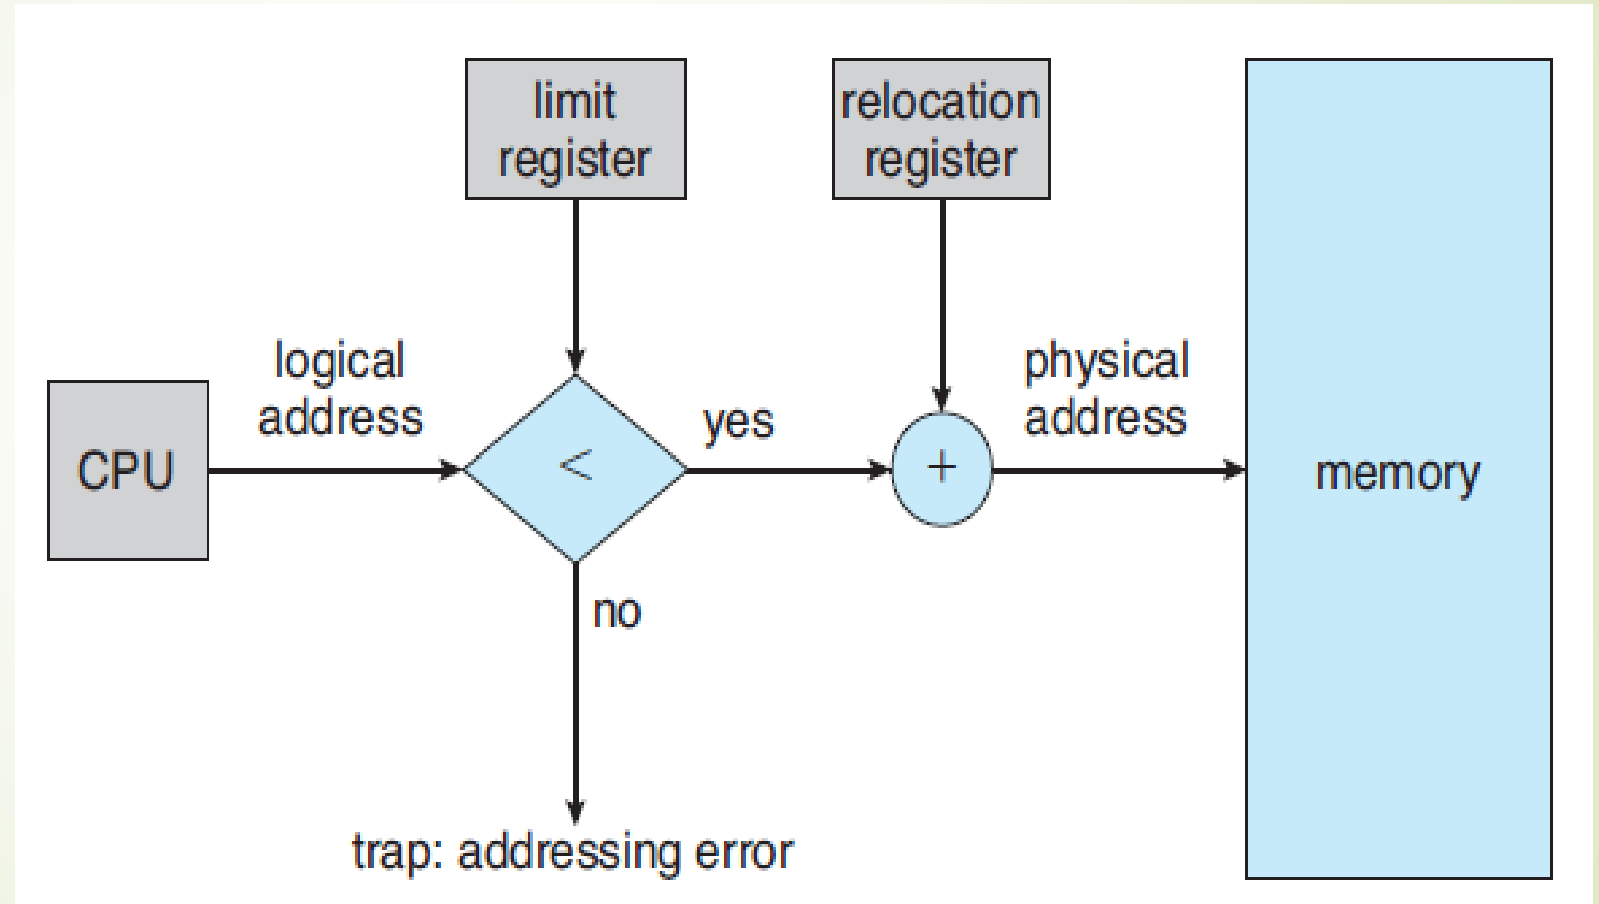 limit
register
relocation
register
logical
address
physical
address
yes
CPU
<
+
memory
no
trap: addressing error